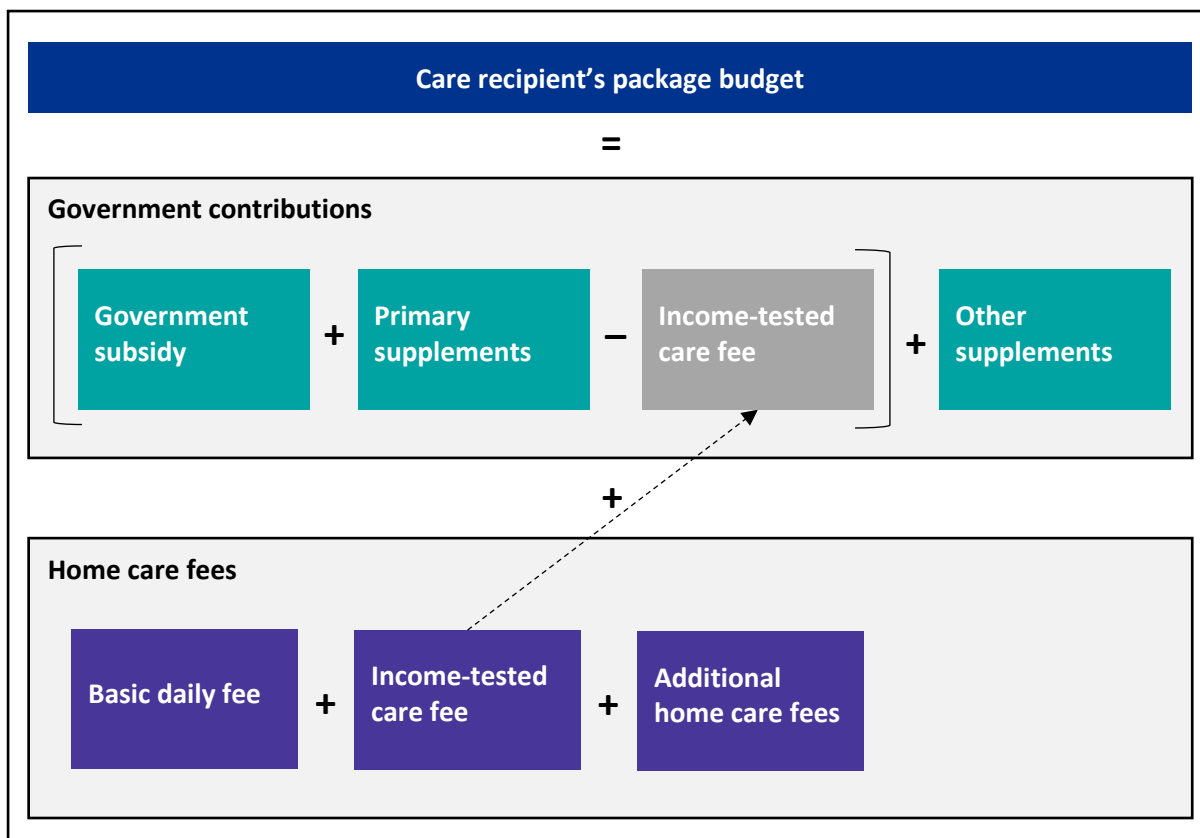 Care recipient’s package budget
=
Government contributions
Government
subsidy
+
Primary
supplements
–
Income-tested
care fee
+
Other
supplements
+
Home care fees
Basic daily fee
+
Income-tested
care fee
+
Additional
home care fees